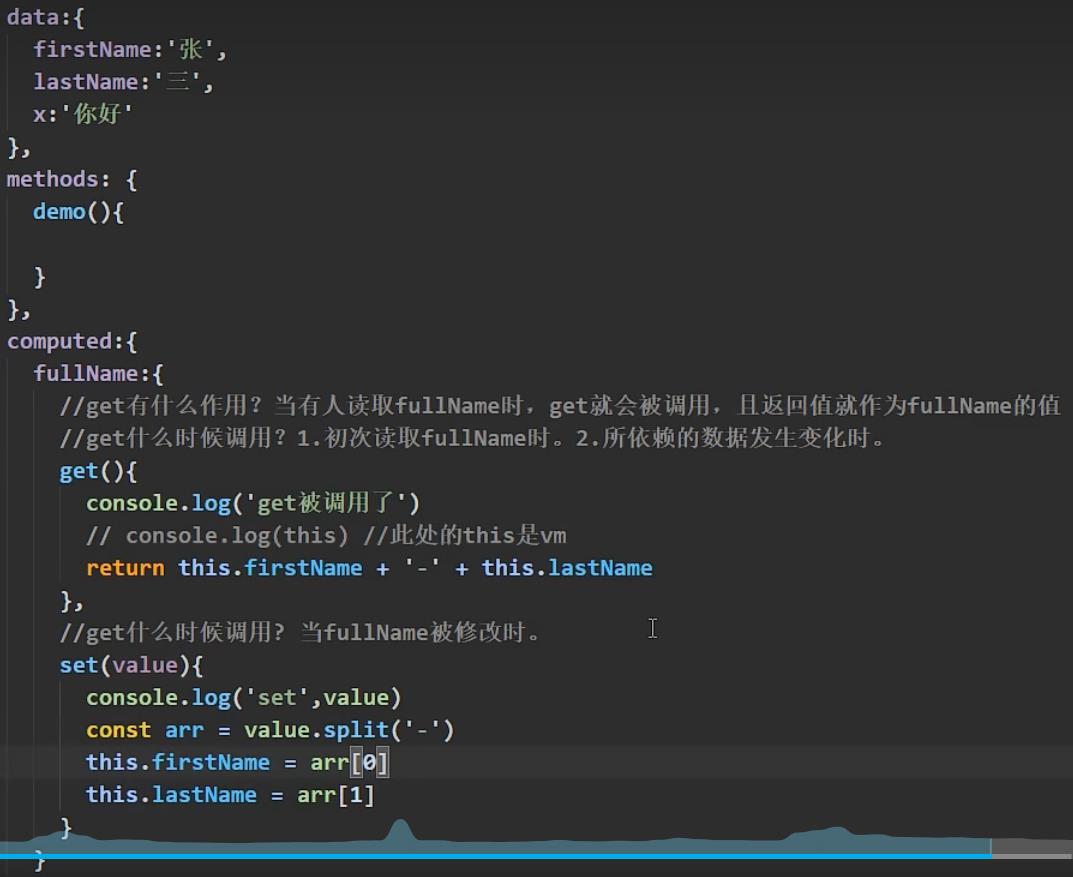 data:{
firstName:'张',
lastName:'三',
x:'你好'
},
methods: {
demo(){
}
},
computed:{
fullName:{
//get有什么作用？当有人读取fullName时，get就会被调用，且返回值就作为fullName的值
//get什么时候调用？1.初次读取fullName时。2.所依赖的数据发生变化时。
get(){
console.log('get被调用了')
// console.log(this) //此处的this是vm
return this.firstName + '-' + this.lastName
},
//get什么时候调用? 当fullName被修改时。
set(value){
console.log('set',value)
const arr = value.split('-')
this.firstName = arr[0]
this.lastName = arr[1]
}
}